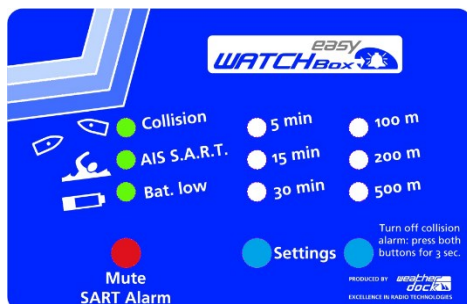 easy
WATCHBox
Collision
5 min
100 m
AIS S.A.R.T.
15 min
200 m
Bat. low
30 min
500 m
Settings
Turn off collision
alarm: press both
buttons for 3 sec.
Mute
SART Alarm
PRODUCED BY weather
dock
EXCELLENCE IN RADIO TECHNOLOGIES